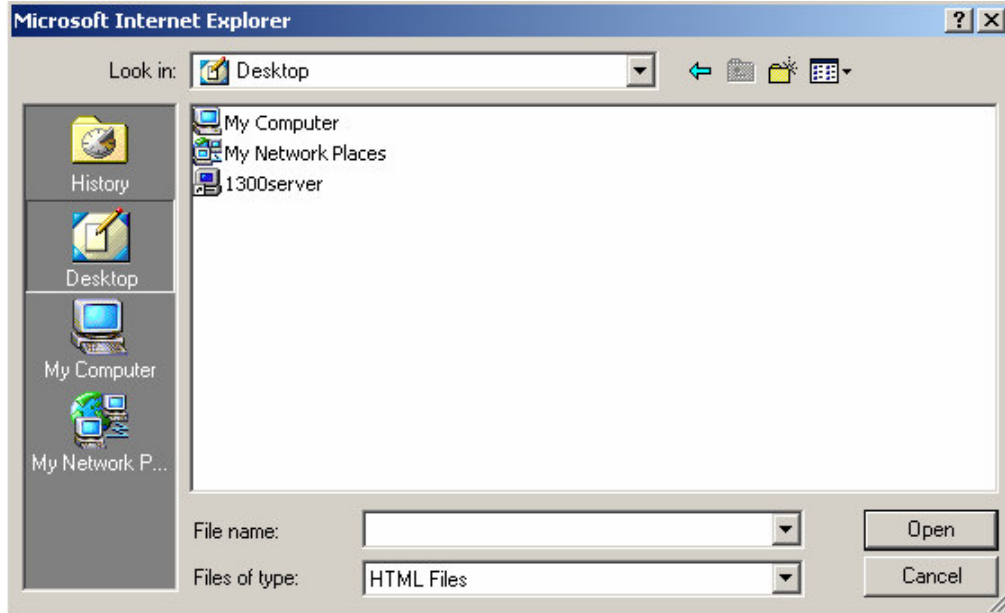 Microsoft Internet Explorer
Look in: Desktop
My Computer
My Network Places
1300server
History
Desktop
My Computer
My Network P...
File name:
Open
Files of type: HTML Files
Cancel